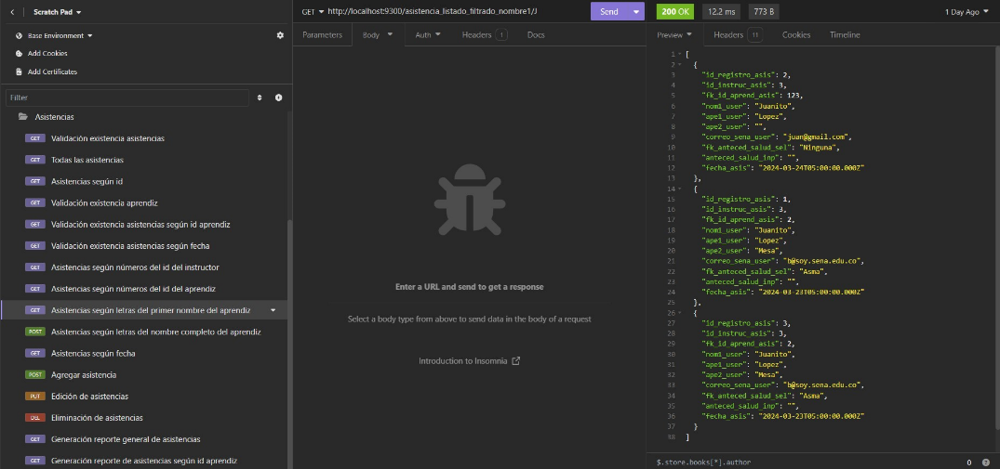 Scratch Pad
GET http://localhost:9300/asistencia_listado_filtrado_nombre1/J
Send
200 OK
12.2 ms
773 B
1 Day Ago
Base Environment
Add Cookies
Add Certificates
Filter
Asistencias
GET Validación existencia asistencias
GET Todas las asistencias
GET Asistencias según id
GET Validación existencia aprendiz
GET Validación existencia asistencias según id aprendiz
GET Validación existencia asistencias según fecha
GET Asistencias según números del id del instructor
GET Asistencias según números del id del aprendiz
GET Asistencias según letras del primer nombre del aprendiz
POST Asistencias según letras del nombre completo del aprendiz
GET Asistencias según fecha
POST Agregar asistencia
PUT Edición de asistencias
DEL Eliminación de asistencias
GET Generación reporte general de asistencias
GET Generación reporte de asistencias según id aprendiz
Parameters
Body
Auth
Headers 1
Docs
Enter a URL and send to get a response
Select a body type from above to send data in the body of a request
Introduction to Insomnia
Preview
Headers 11
Cookies
Timeline
1 [
2 {
3 "id_registro_asis": 2,
4 "id_instruc_asis": 3,
5 "fk_id_aprend_asis": 123,
6 "nom1_user": "Juanito",
7 "ape1_user": "Lopez",
8 "ape2_user": "",
9 "correo_sena_user": "juan@gmail.com",
10 "fk_anteced_salud_sel": "Ninguna",
11 "anteced_salud_inp": "",
12 "fecha_asis": "2024-03-24T05:00:00.000Z"
13 },
14 {
15 "id_registro_asis": 1,
16 "id_instruc_asis": 3,
17 "fk_id_aprend_asis": 2,
18 "nom1_user": "Juanito",
19 "ape1_user": "Lopez",
20 "ape2_user": "Mesa",
21 "correo_sena_user": "b@soy.sena.edu.co",
22 "fk_anteced_salud_sel": "Asma",
23 "anteced_salud_inp": "",
24 "fecha_asis": "2024-03-23T05:00:00.000Z"
25 },
26 {
27 "id_registro_asis": 3,
28 "id_instruc_asis": 3,
29 "fk_id_aprend_asis": 2,
30 "nom1_user": "Juanito",
31 "ape1_user": "Lopez",
32 "ape2_user": "Mesa",
33 "correo_sena_user": "b@soy.sena.edu.co",
34 "fk_anteced_salud_sel": "Asma",
35 "anteced_salud_inp": "",
36 "fecha_asis": "2024-03-23T05:00:00.000Z"
37 }
38 ]
$.store.books[*].author
0